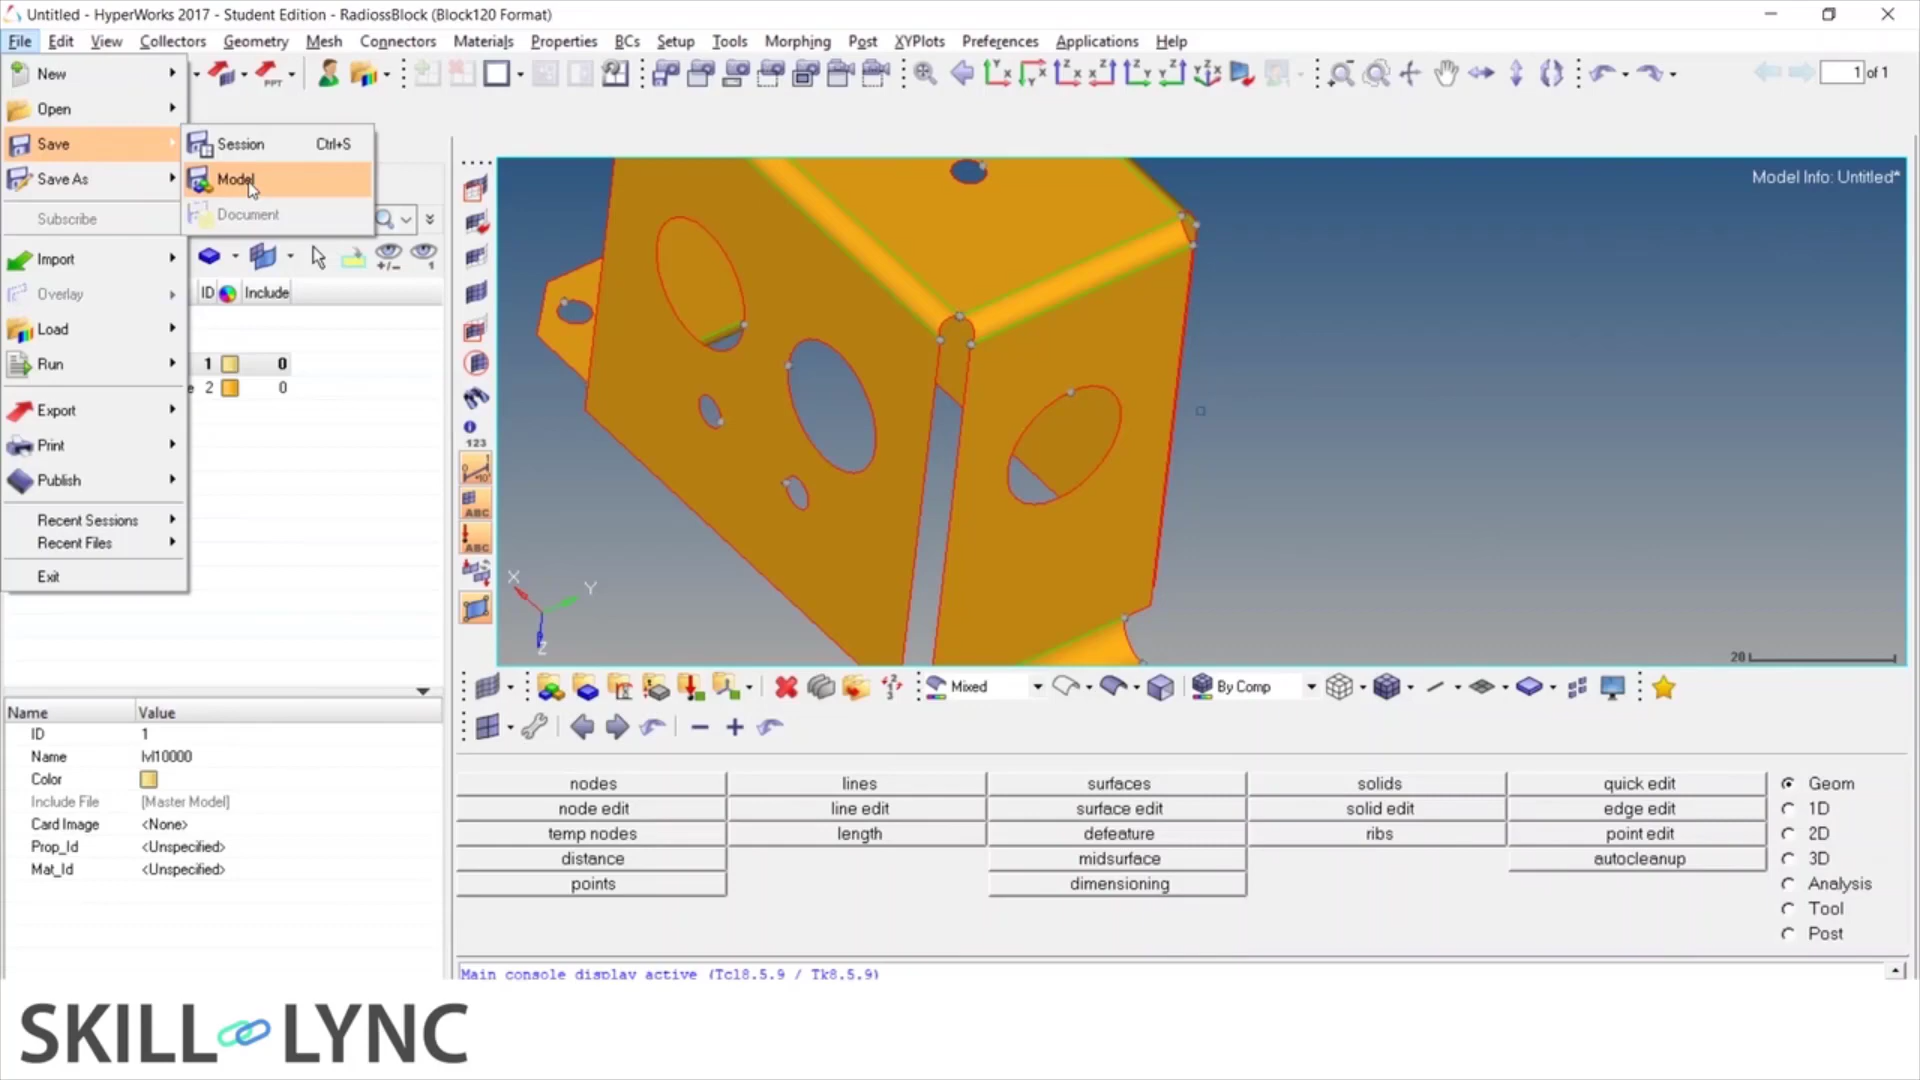 Untitled - HyperWorks 2017 - Student Edition - RadiossBlock (Block120 Format)
File Edit View Collectors Geometry Mesh Connectors Materials Properties BCs Setup Tools Morphing Post XYPlots Preferences Applications Help
New
Open
Save
Save As
Subscribe
Import
Overlay
Load
Run
Export
Print
Publish
Recent Sessions
Recent Files
Exit
Session Ctrl+S
Model
Document
PPT
1 of 1
ID Include
1 0
e 2 0
Model Info: Untitled*
123
ABC
ABC
X Y Z
20
Mixed
By Comp
Name Value
ID 1
Name lvl10000
Color
Include File [Master Model]
Card Image <None>
Prop_Id <Unspecified>
Mat_Id <Unspecified>
nodes lines surfaces solids quick edit Geom
node edit line edit surface edit solid edit edge edit 1D
temp nodes length defeature ribs point edit 2D
distance midsurface autocleanup 3D
points dimensioning Analysis
Tool
Post
Main console display active (Tcl8.5.9 / Tk8.5.9)
SKILL LYNC